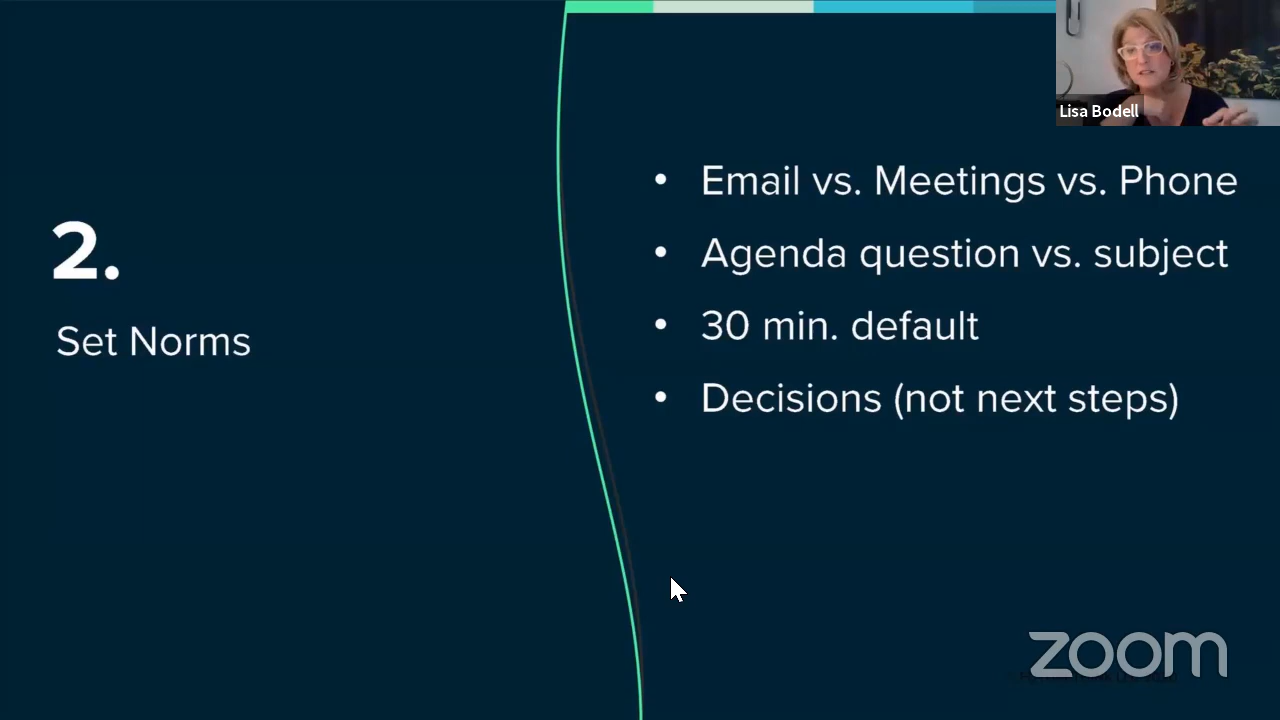 Lisa Bodell
2.
Set Norms
• Email vs. Meetings vs. Phone
• Agenda question vs. subject
• 30 min. default
• Decisions (not next steps)
zoom